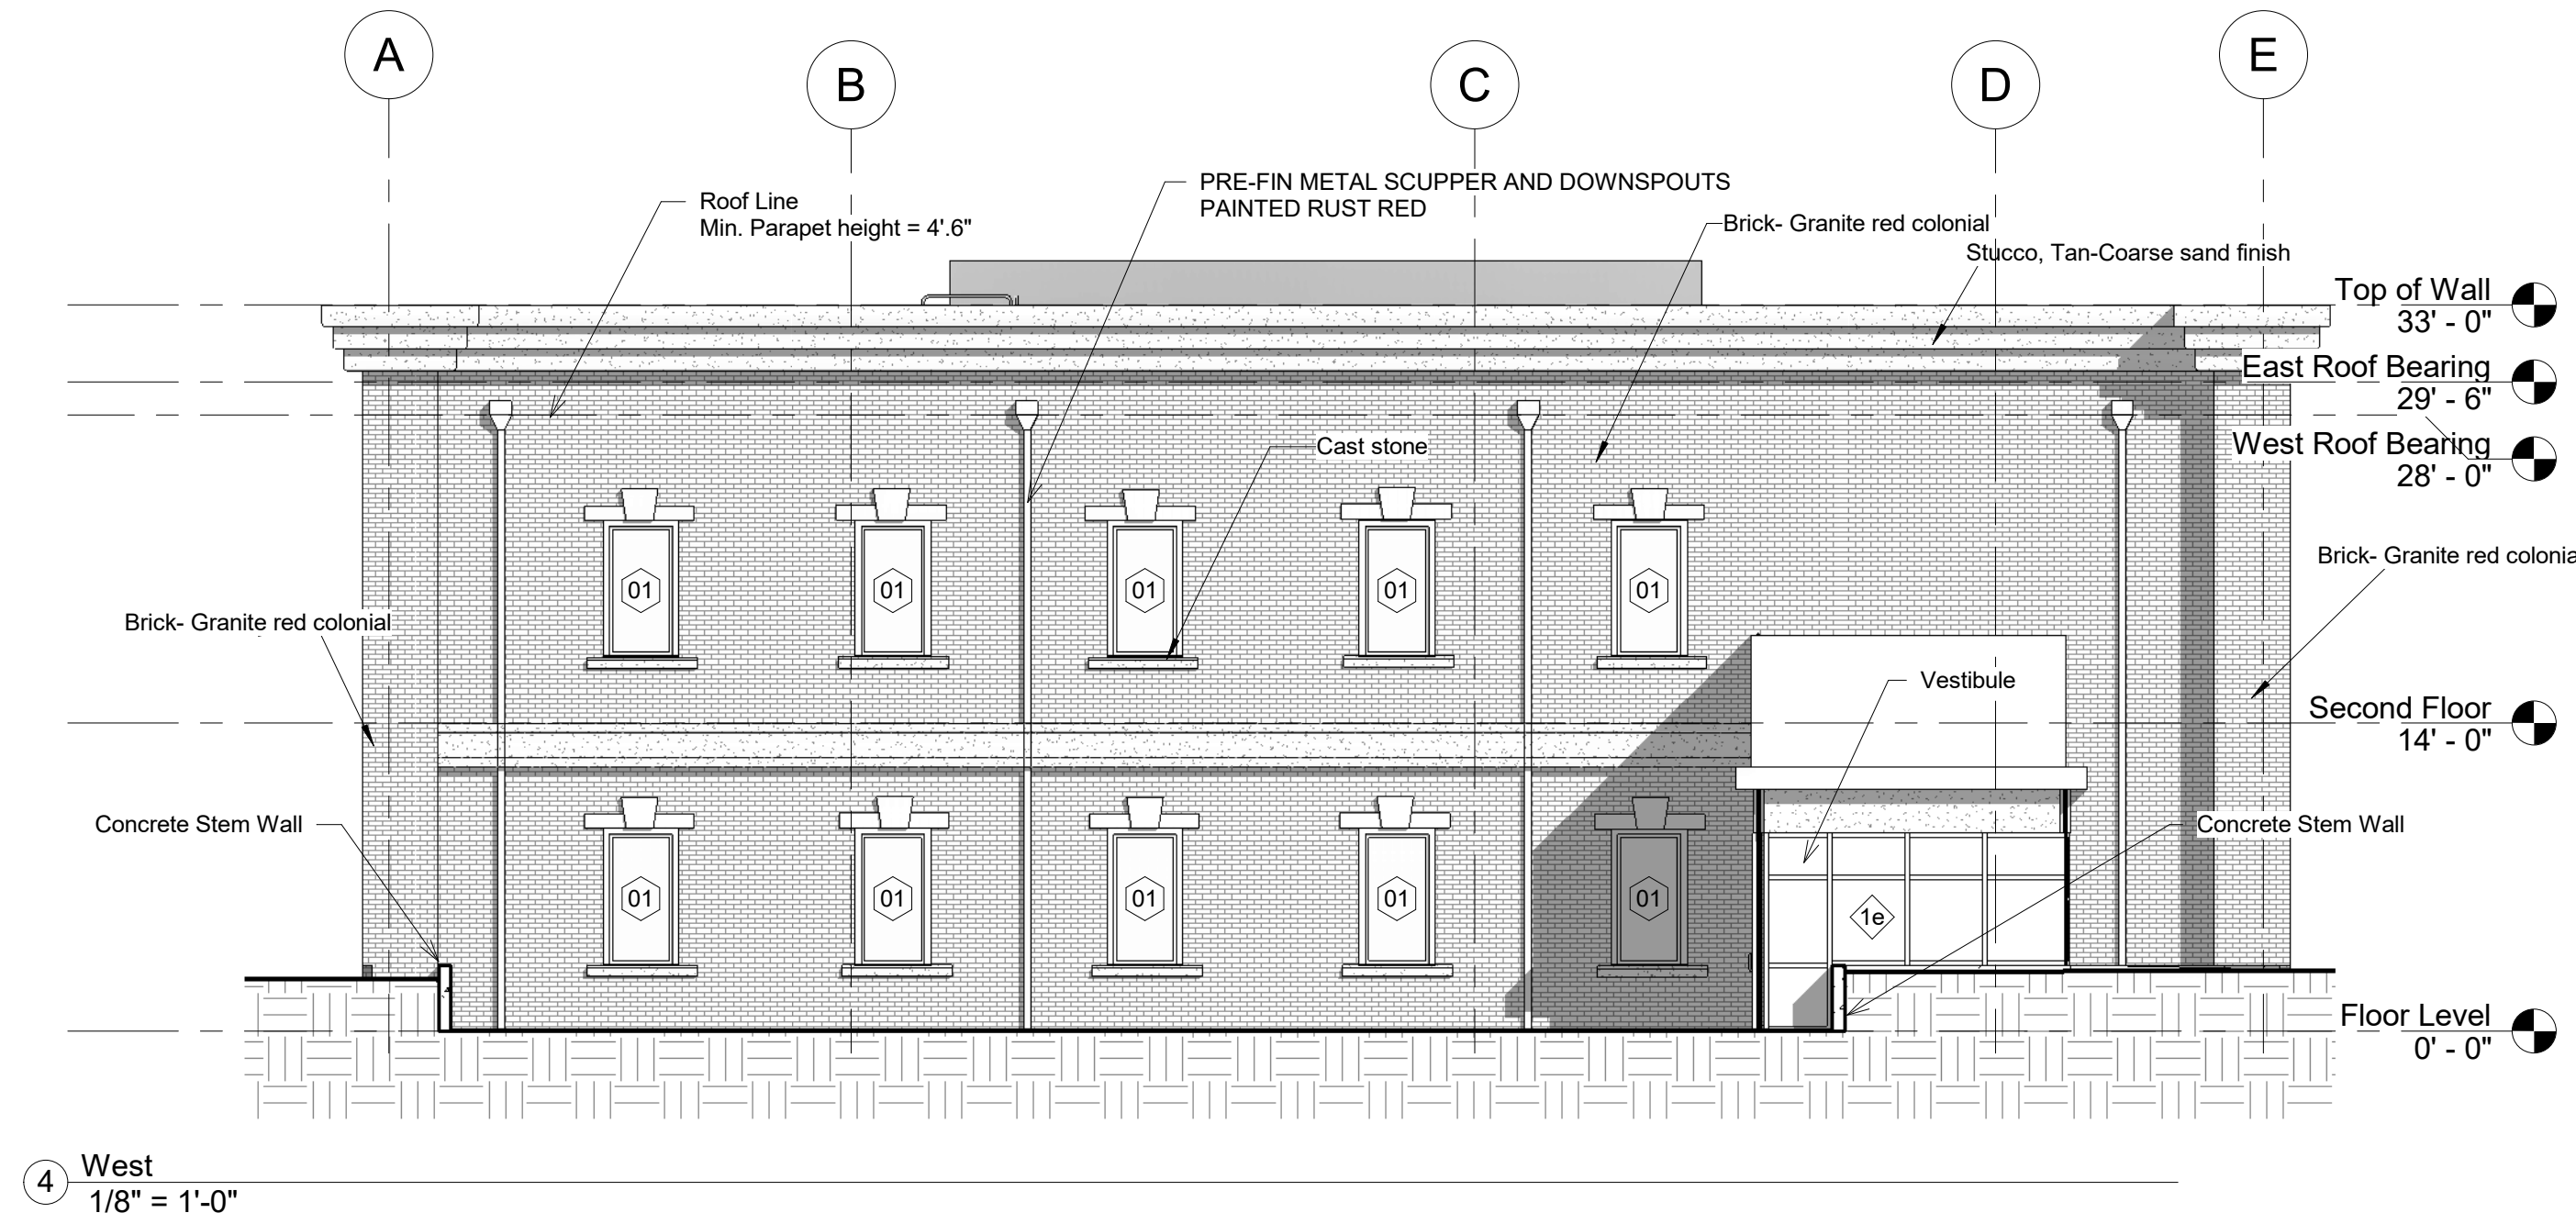 A
B
C
D
E
Roof Line
Min. Parapet height = 4'.6"
PRE-FIN METAL SCUPPER AND DOWNSPOUTS
PAINTED RUST RED
Brick- Granite red colonial
Stucco, Tan-Coarse sand finish
Top of Wall
33' - 0"
East Roof Bearing
29' - 6"
West Roof Bearing
28' - 0"
Cast stone
Brick- Granite red colonia
01
01
01
01
01
Brick- Granite red colonial
Vestibule
Second Floor
14' - 0"
Concrete Stem Wall
Concrete Stem Wall
01
01
01
01
01
1e
Floor Level
0' - 0"
4
West
1/8" = 1'-0"